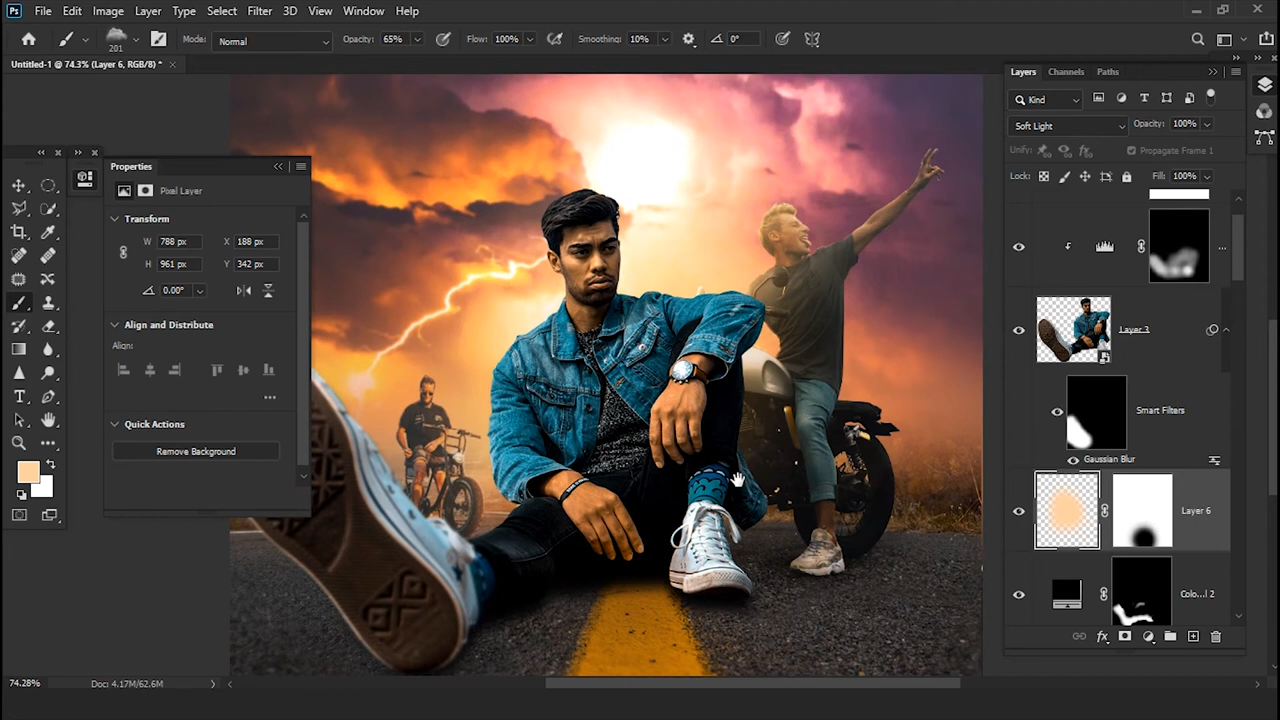 Ps File Edit Image Layer Type Select Filter 3D View Window Help
201 Mode: Normal Opacity: 65% Flow: 100% Smoothing: 10% 0°
Untitled-1 @ 74.3% (Layer 6, RGB/8) *
Properties
Pixel Layer
Transform
W 788 px X 188 px
H 961 px Y 342 px
0.00°
Align and Distribute
Align:
Quick Actions
Remove Background
Layers Channels Paths
Kind
Soft Light Opacity: 100%
Unify: Propagate Frame 1
Lock: Fill: 100%
Layer 3
Smart Filters
Gaussian Blur
Layer 6
Colo...l 2
74.28% Doc: 4.17M/62.6M